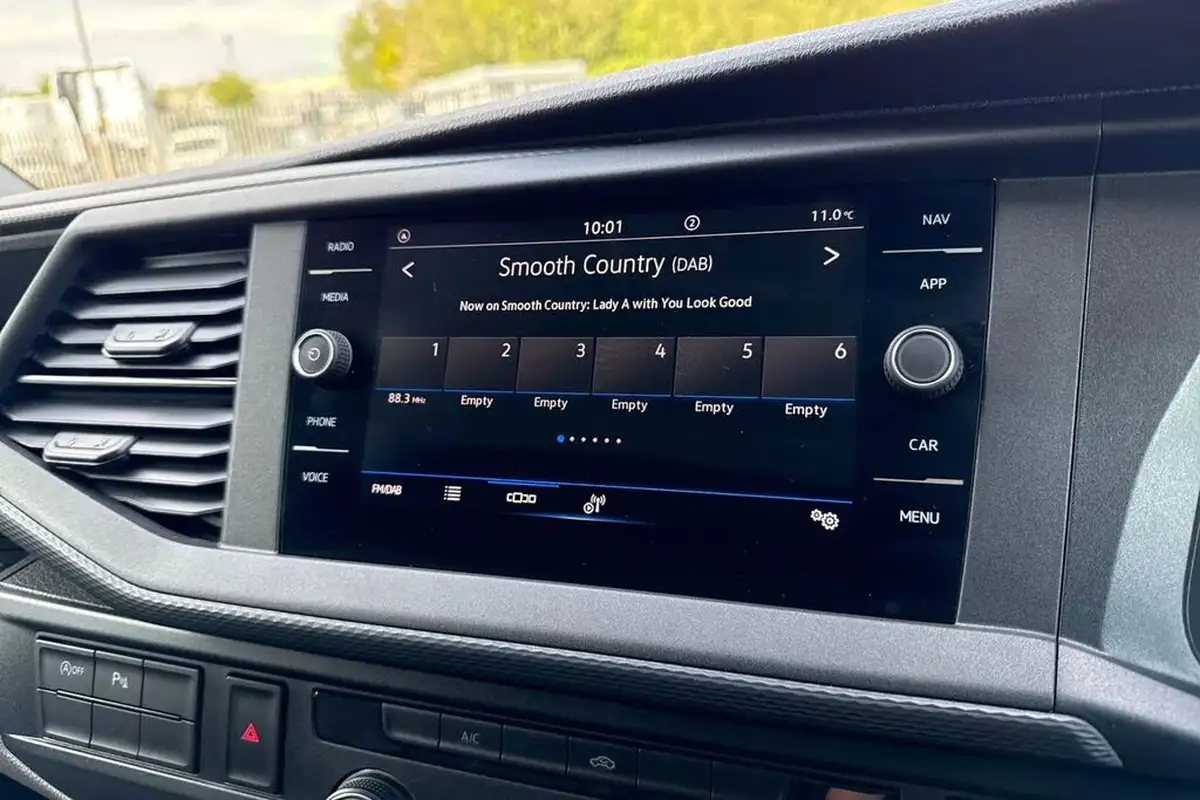 RADIO
MEDIA
PHONE
VOICE
10:01
2
11.0°C
Smooth Country (DAB)
Now on Smooth Country: Lady A with You Look Good
1 2 3 4 5 6
88.3 MHz Empty Empty Empty Empty Empty
FM/DAB
NAV
APP
CAR
MENU
A OFF
P
A/C